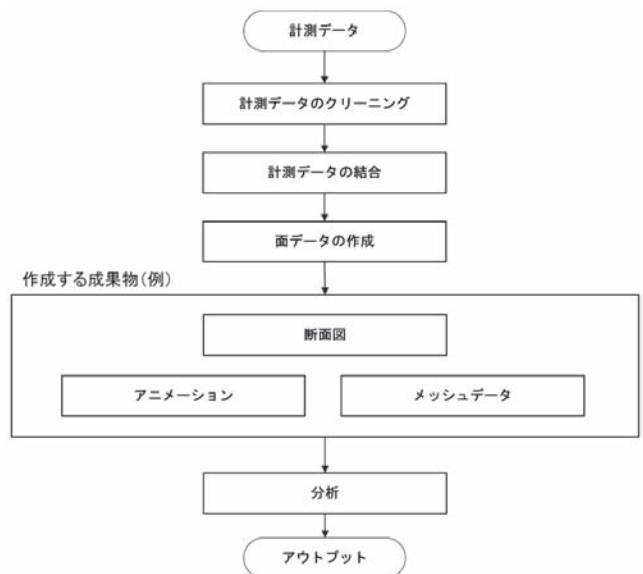 計測データ
計測データのクリーニング
計測データの結合
面データの作成
作成する成果物(例)
断面図
アニメーション
メッシュデータ
分析
アウトプット